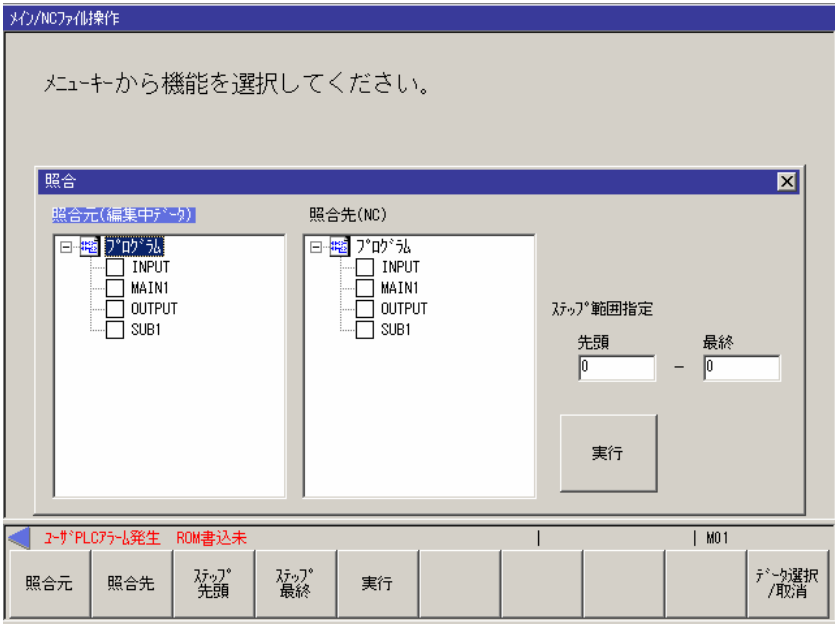 ﾒｲﾝ/NCﾌｧｲﾙ操作
ﾒﾆｭｰｷｰから機能を選択してください。
照合
照合元(編集中ﾃﾞｰﾀ)
照合先(NC)
ﾌﾟﾛｸﾞﾗﾑ
INPUT
MAIN1
OUTPUT
SUB1
ﾌﾟﾛｸﾞﾗﾑ
INPUT
MAIN1
OUTPUT
SUB1
ｽﾃｯﾌﾟ範囲指定
先頭 最終
0 － 0
実行
ﾕｰｻﾞPLCｱﾗｰﾑ発生 ROM書込未 | | M01
照合元
照合先
ｽﾃｯﾌﾟ
先頭
ｽﾃｯﾌﾟ
最終
実行
ﾃﾞｰﾀ選択
/取消